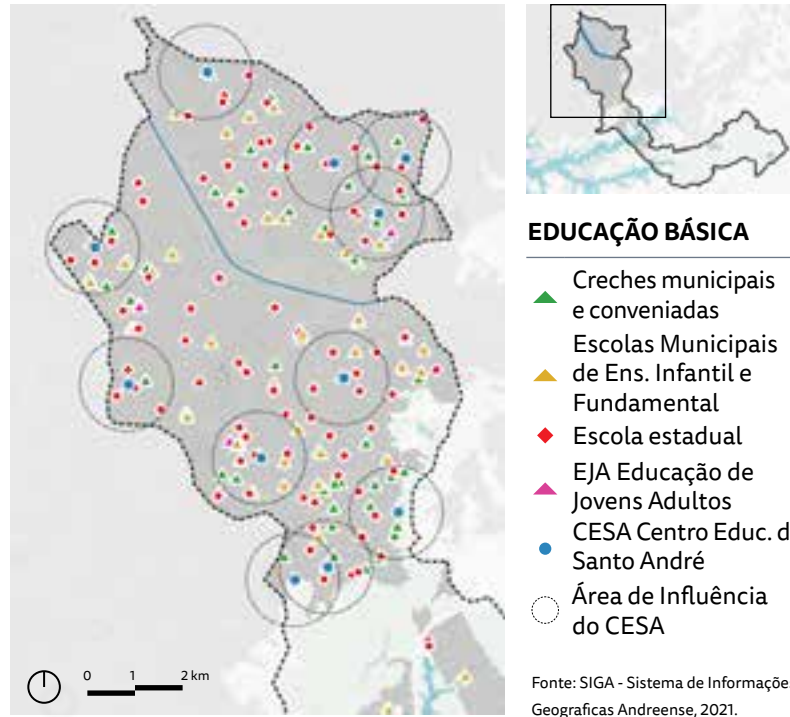 EDUCAÇÃO BÁSICA
Creches municipais
e conveniadas
Escolas Municipais
de Ens. Infantil e
Fundamental
Escola estadual
EJA Educação de
Jovens Adultos
CESA Centro Educ. d
Santo André
Área de Influência
do CESA
0 1 2 km
Fonte: SIGA - Sistema de Informaçõe
Geograficas Andreense, 2021.